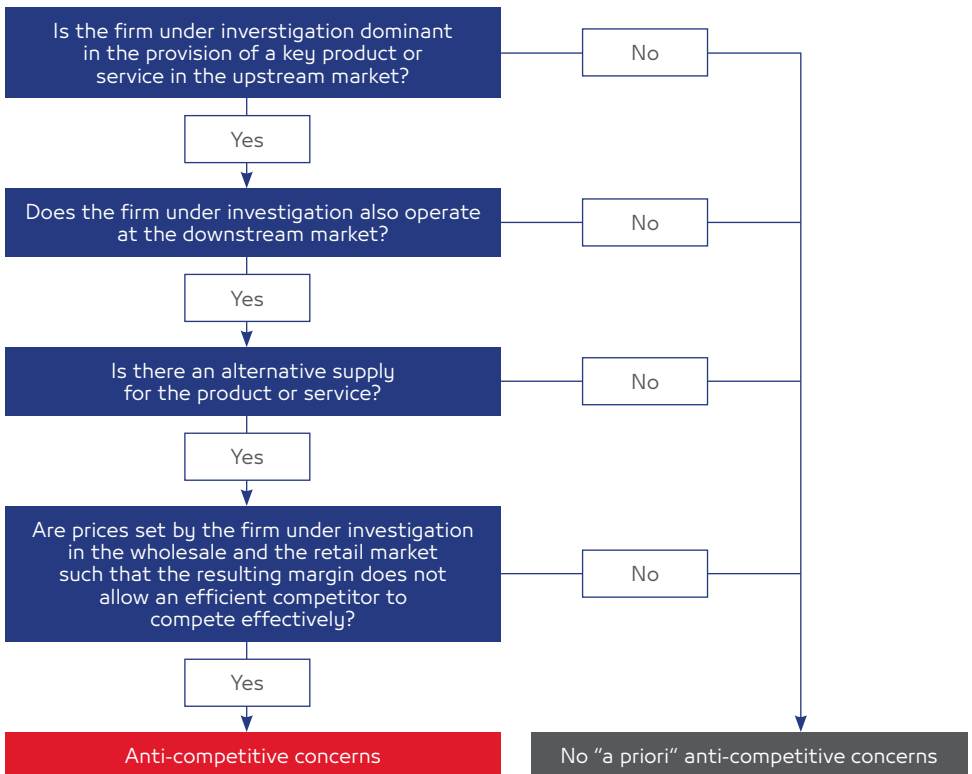 Is the firm under inverstigation dominant
in the provision of a key product or
service in the upstream market?
No
Yes
Does the firm under investigation also operate
at the downstream market?
No
Yes
Is there an alternative supply
for the product or service?
No
Yes
Are prices set by the firm under investigation
in the wholesale and the retail market
such that the resulting margin does not
allow an efficient competitor to
compete effectively?
No
Yes
Anti-competitive concerns
No “a priori” anti-competitive concerns